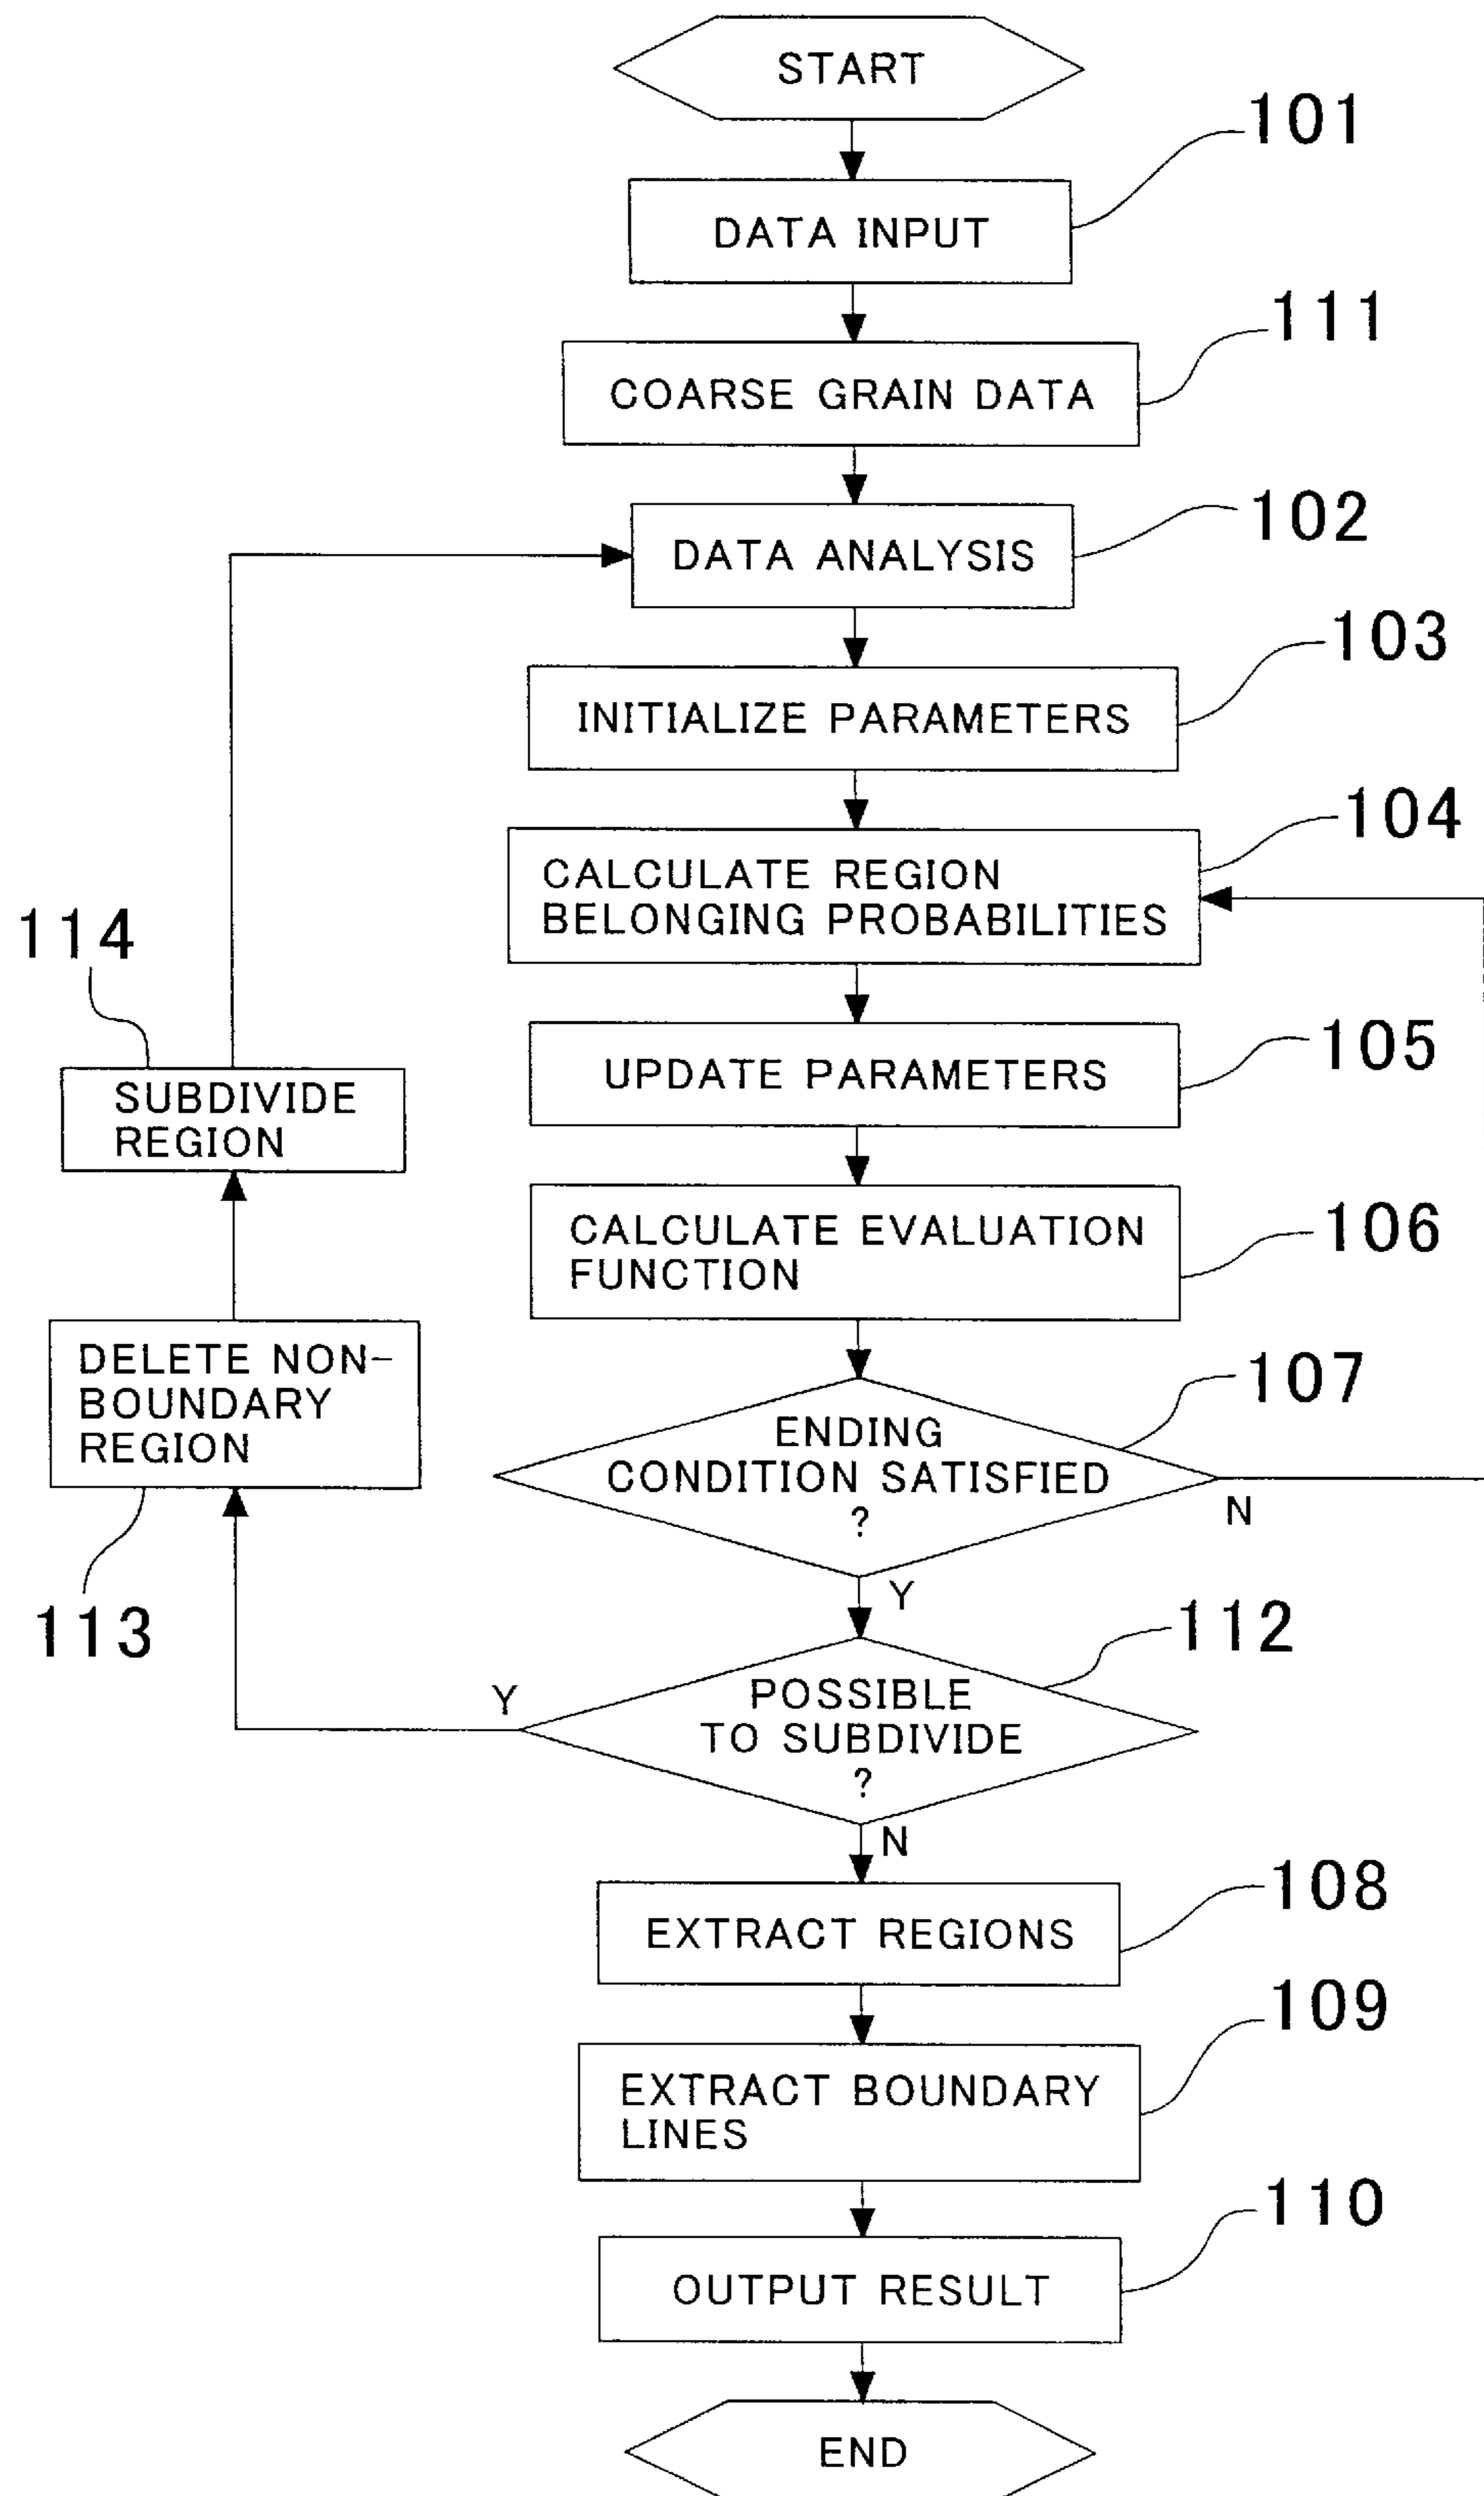 START
101
DATA INPUT
111
COARSE GRAIN DATA
102
DATA ANALYSIS
103
INITIALIZE PARAMETERS
104
CALCULATE REGION
BELONGING PROBABILITIES
114
105
UPDATE PARAMETERS
SUBDIVIDE
REGION
106
CALCULATE EVALUATION
FUNCTION
DELETE NON-
BOUNDARY
REGION
107
ENDING
CONDITION SATISFIED
?
N
Y
113
112
Y
POSSIBLE
TO SUBDIVIDE
?
N
108
EXTRACT REGIONS
109
EXTRACT BOUNDARY
LINES
110
OUTPUT RESULT
END